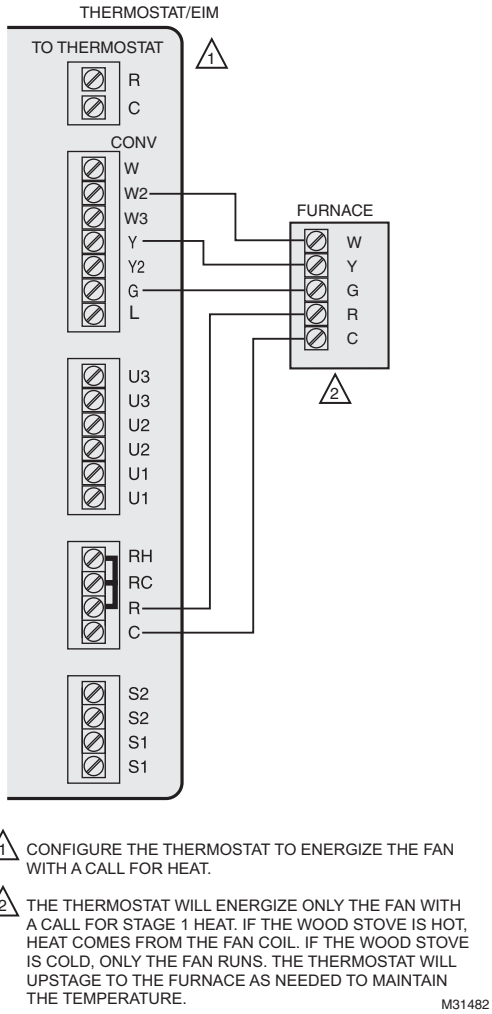 THERMOSTAT/EIM
TO THERMOSTAT
1
R
C
CONV
W
W2
W3
Y
Y2
G
L
FURNACE
W
Y
G
R
C
2
U3
U3
U2
U2
U1
U1
RH
RC
R
C
S2
S2
S1
S1
1 CONFIGURE THE THERMOSTAT TO ENERGIZE THE FAN
WITH A CALL FOR HEAT.
2 THE THERMOSTAT WILL ENERGIZE ONLY THE FAN WITH
A CALL FOR STAGE 1 HEAT. IF THE WOOD STOVE IS HOT,
HEAT COMES FROM THE FAN COIL. IF THE WOOD STOVE
IS COLD, ONLY THE FAN RUNS. THE THERMOSTAT WILL
UPSTAGE TO THE FURNACE AS NEEDED TO MAINTAIN
THE TEMPERATURE.
M31482